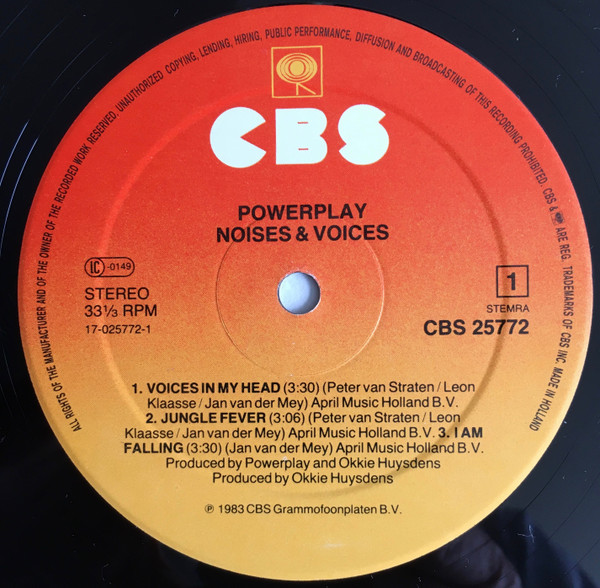 ALL RIGHTS OF THE MANUFACTURER AND OF THE OWNER OF THE RECORDED WORK RESERVED. UNAUTHORIZED COPYING, LENDING, HIRING, PUBLIC PERFORMANCE, DIFFUSION AND BROADCASTING OF THIS RECORDING PROHIBITED. CBS & ARE REG. TRADEMARKS OF CBS INC. MADE IN HOLLAND
CBS
POWERPLAY
NOISES & VOICES
LC -0149
STEREO
33⅓ RPM
17-025772-1
1
STEMRA
CBS 25772
1. VOICES IN MY HEAD (3:30) (Peter van Straten / Leon
Klaasse / Jan van der Mey) April Music Holland B.V.
2. JUNGLE FEVER (3:06) (Peter van Straten / Leon
Klaasse / Jan van der Mey) April Music Holland B.V. 3. I AM
FALLING (3:30) (Jan van der Mey) April Music Holland B.V.
Produced by Powerplay and Okkie Huysdens
Produced by Okkie Huysdens
℗ 1983 CBS Grammofoonplaten B.V.